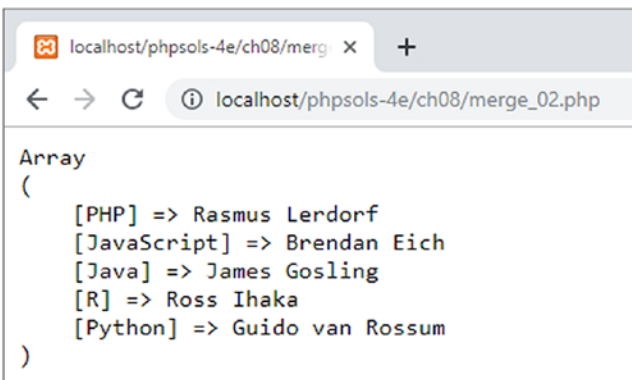 localhost/phpsols-4e/ch08/merg
localhost/phpsols-4e/ch08/merge_02.php
Array
(
[PHP] => Rasmus Lerdorf
[JavaScript] => Brendan Eich
[Java] => James Gosling
[R] => Ross Ihaka
[Python] => Guido van Rossum
)